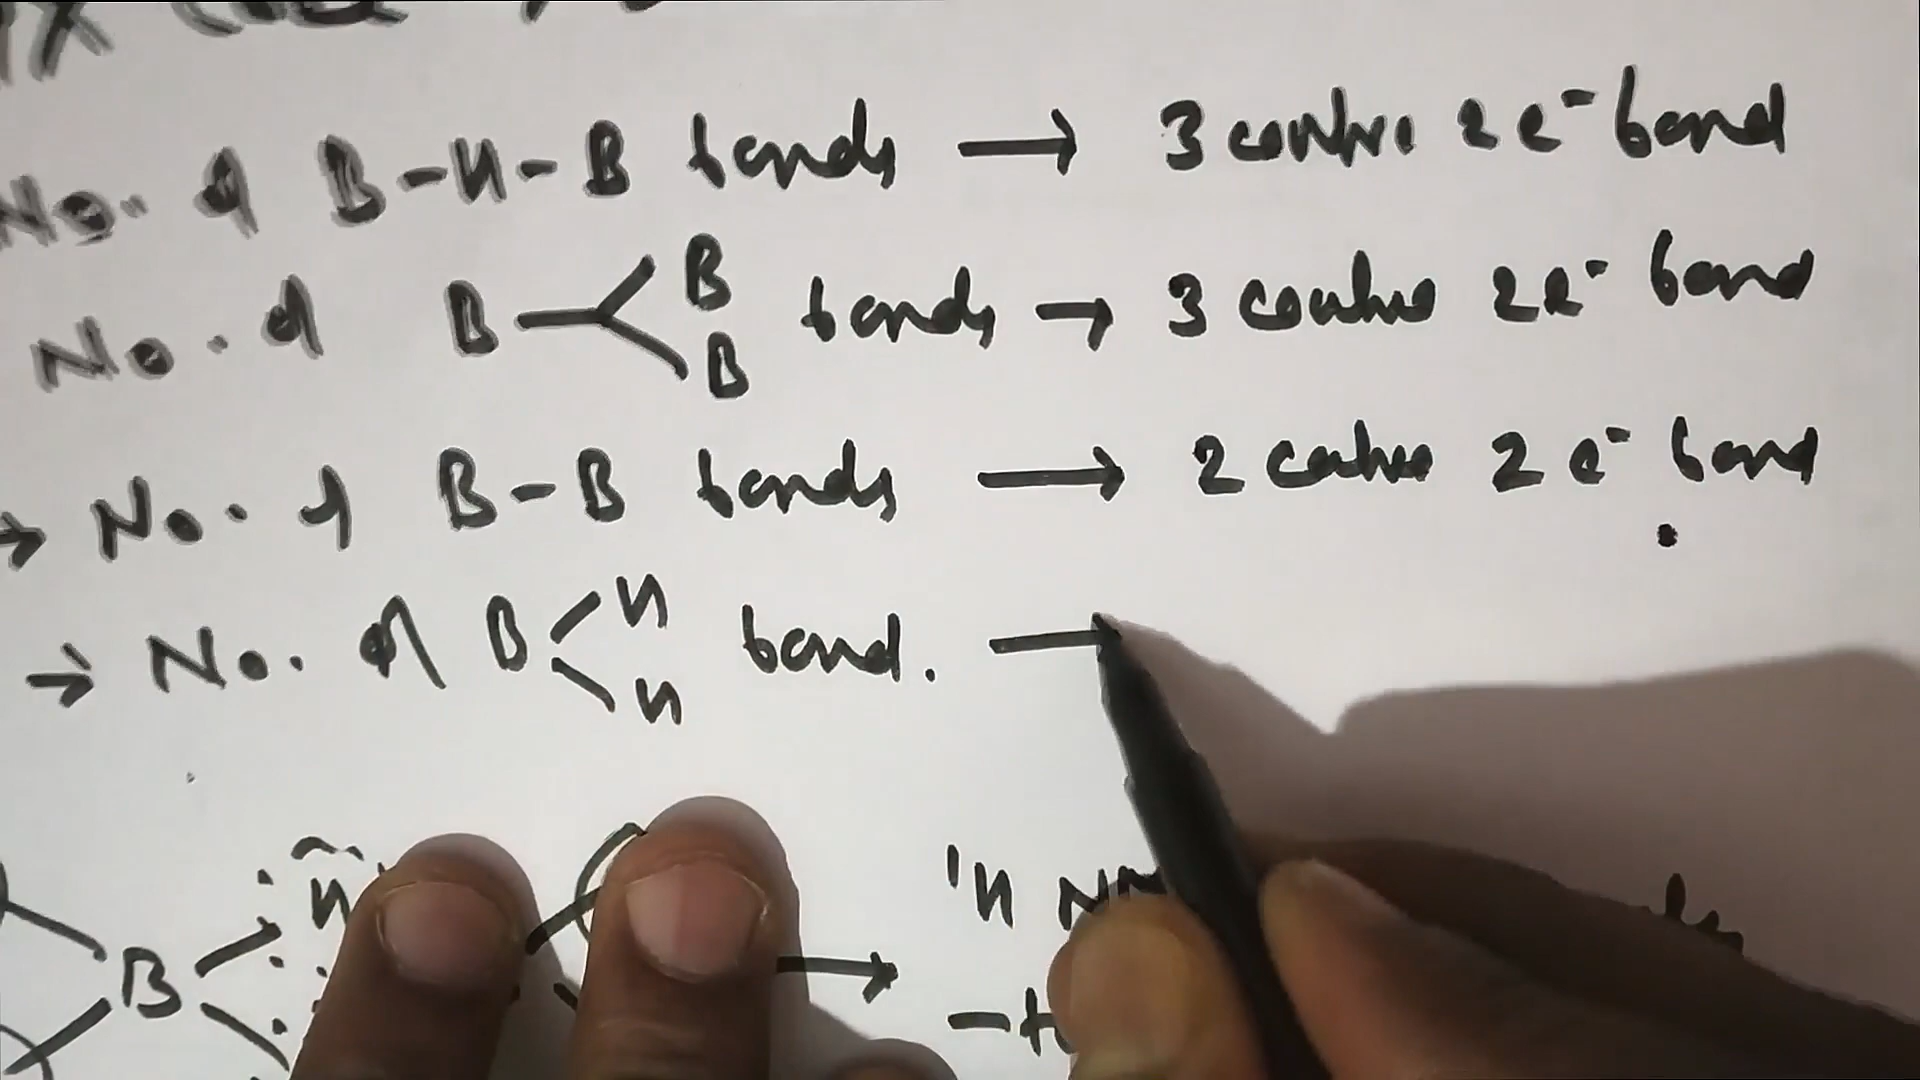 No. of B-H-B bonds → 3 centre 2e⁻ bond
No. of B-< B B bonds → 3 centre 2e⁻ bond
→ No. of B-B bonds → 2 centre 2e⁻ bond
→ No. of B< H H bond. —
H → ¹H NM
B